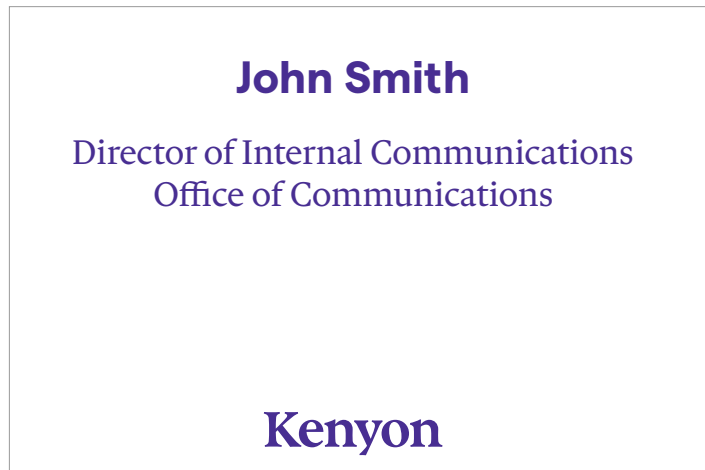 John Smith
Director of Internal Communications
Office of Communications
Kenyon